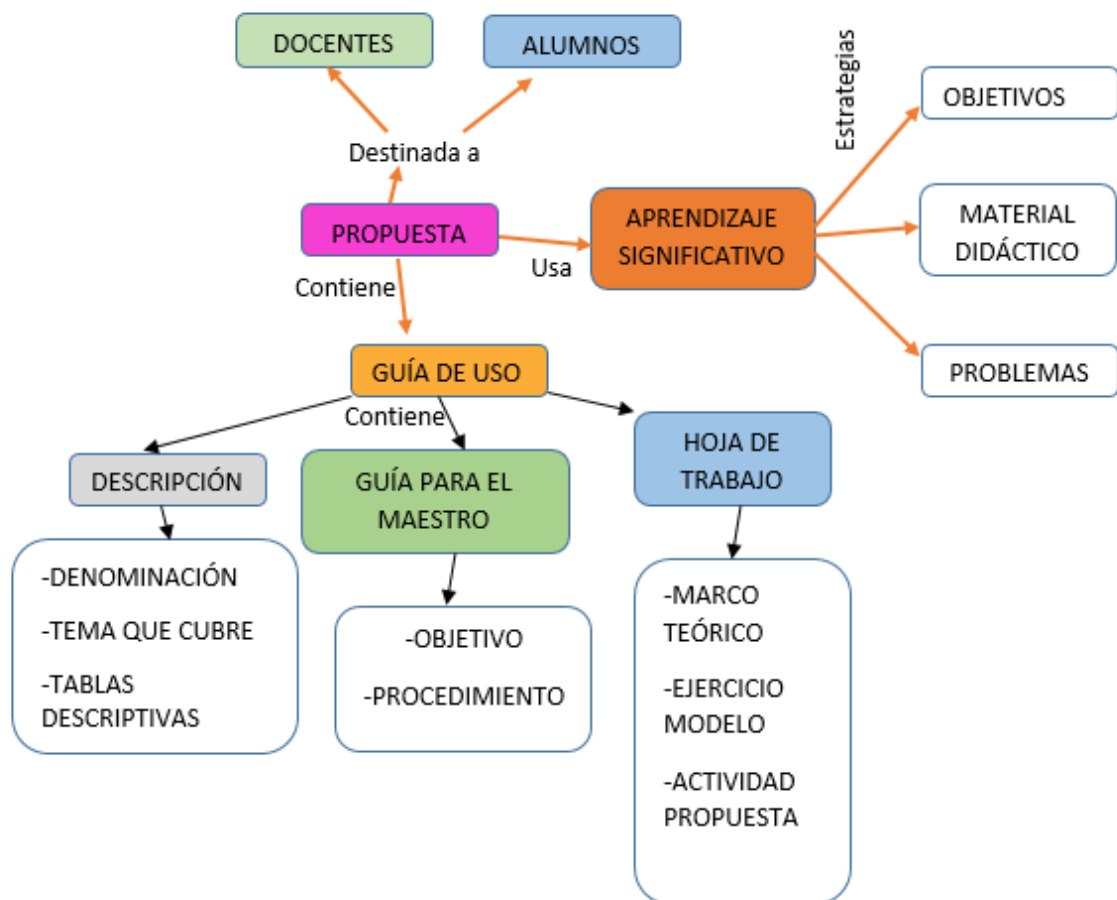 DOCENTES
ALUMNOS
Estrategias
OBJETIVOS
Destinada a
PROPUESTA
Usa
APRENDIZAJE
SIGNIFICATIVO
MATERIAL
DIDÁCTICO
Contiene
PROBLEMAS
GUÍA DE USO
Contiene
DESCRIPCIÓN
GUÍA PARA EL
MAESTRO
HOJA DE
TRABAJO
-DENOMINACIÓN
-TEMA QUE CUBRE
-TABLAS
DESCRIPTIVAS
-OBJETIVO
-PROCEDIMIENTO
-MARCO
TEÓRICO
-EJERCICIO
MODELO
-ACTIVIDAD
PROPUESTA